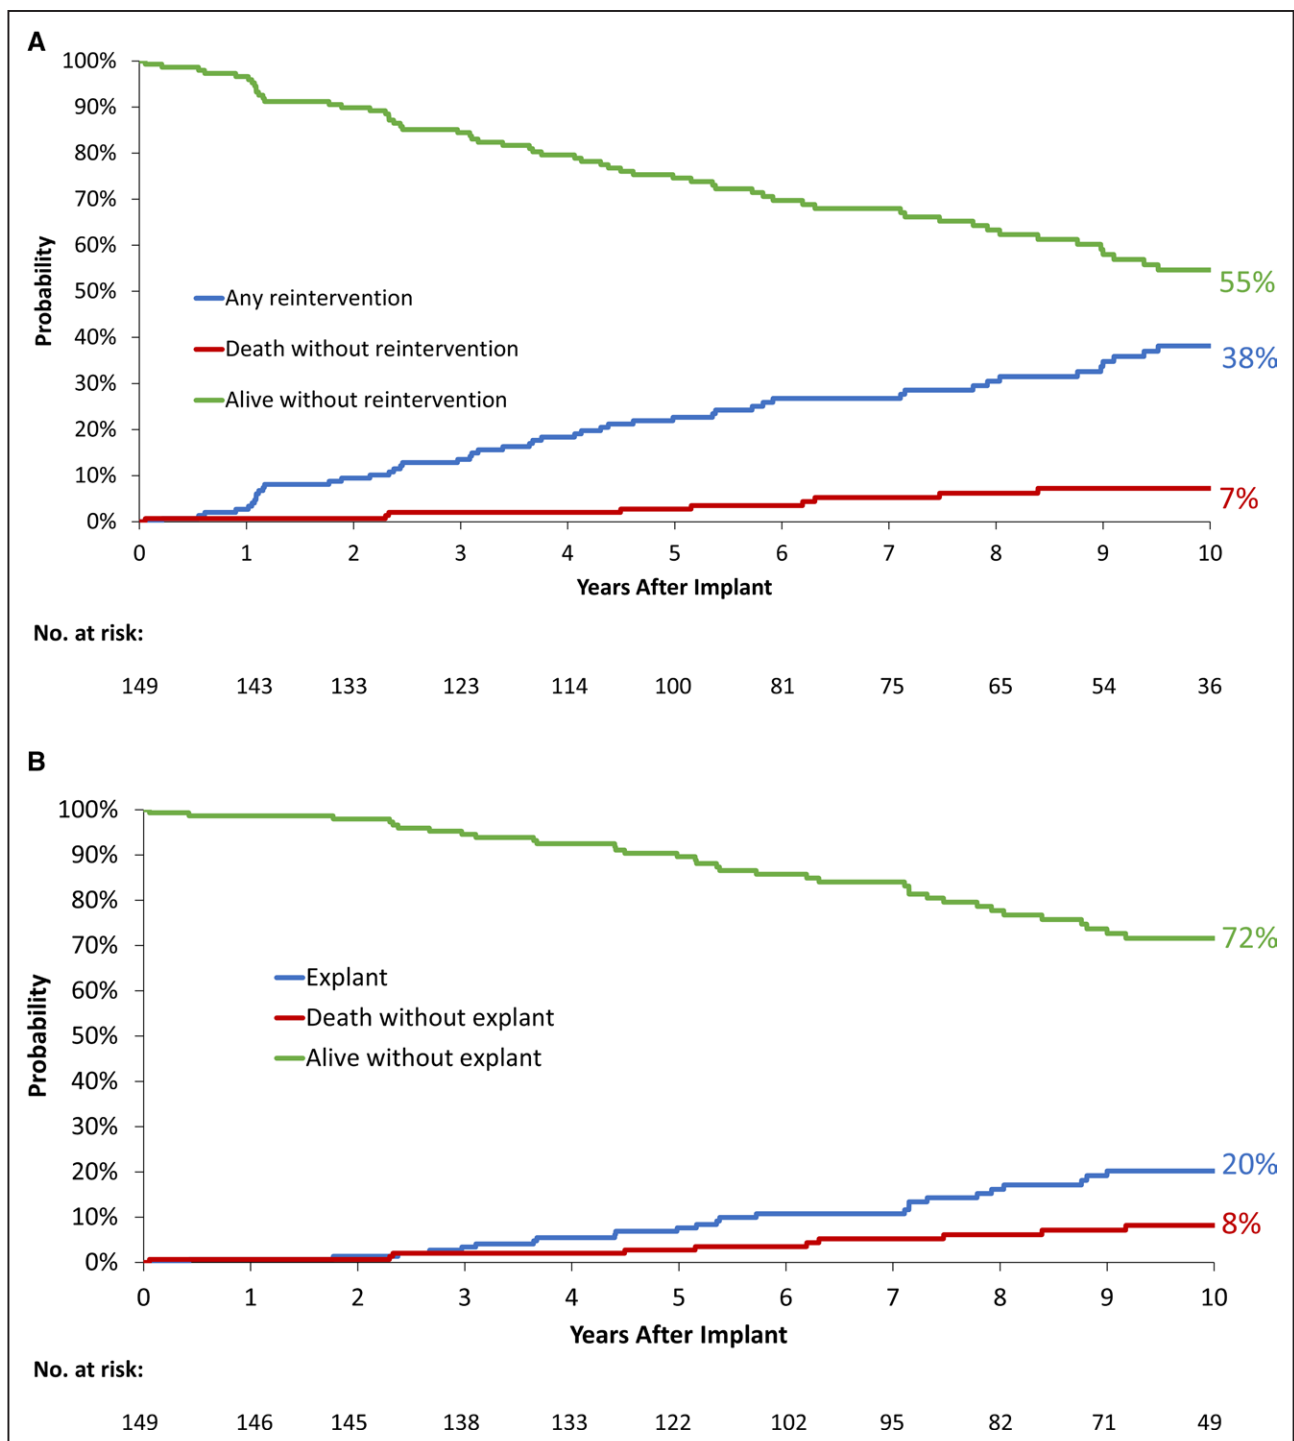 A
100%
90%
80%
70%
60%
50%
40%
30%
20%
10%
0%
Probability
Any reintervention
Death without reintervention
Alive without reintervention
55%
38%
7%
0 1 2 3 4 5 6 7 8 9 10
Years After Implant
No. at risk:
149 143 133 123 114 100 81 75 65 54 36
B
100%
90%
80%
70%
60%
50%
40%
30%
20%
10%
0%
Probability
Explant
Death without explant
Alive without explant
72%
20%
8%
0 1 2 3 4 5 6 7 8 9 10
Years After Implant
No. at risk:
149 146 145 138 133 122 102 95 82 71 49